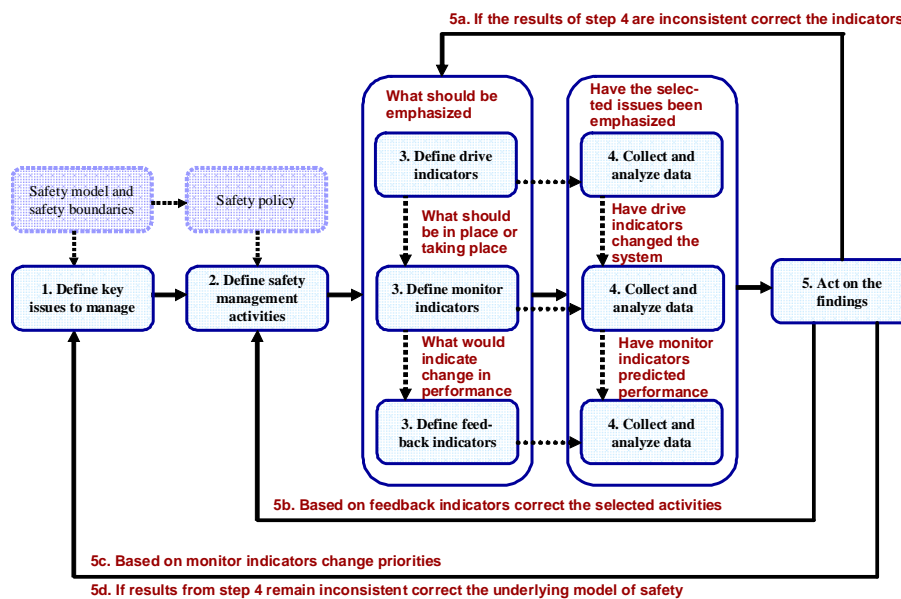 5a. If the results of step 4 are inconsistent correct the indicators
What should be
emphasized
Have the selec-
ted issues been
emphasized
3. Define drive
indicators
4. Collect and
analyze data
Safety model and
safety boundaries
Safety policy
What should
be in place or
taking place
Have drive
indicators
changed the
system
1. Define key
issues to manage
2. Define safety
management
activities
3. Define monitor
indicators
4. Collect and
analyze data
5. Act on the
findings
What would
indicate
change in
performance
Have monitor
indicators
predicted
performance
3. Define feed-
back indicators
4. Collect and
analyze data
5b. Based on feedback indicators correct the selected activities
5c. Based on monitor indicators change priorities
5d. If results from step 4 remain inconsistent correct the underlying model of safety